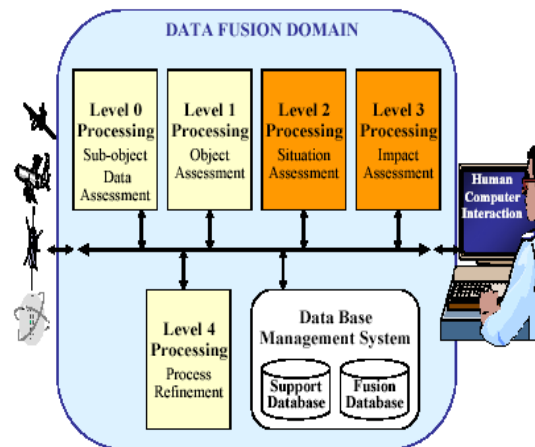 DATA FUSION DOMAIN
Level 0
Processing
Sub-object
Data
Assessment
Level 1
Processing
Object
Assessment
Level 2
Processing
Situation
Assessment
Level 3
Processing
Impact
Assessment
Human
Computer
Interaction
Level 4
Processing
Process
Refinement
Data Base
Management System
Support
Database
Fusion
Database